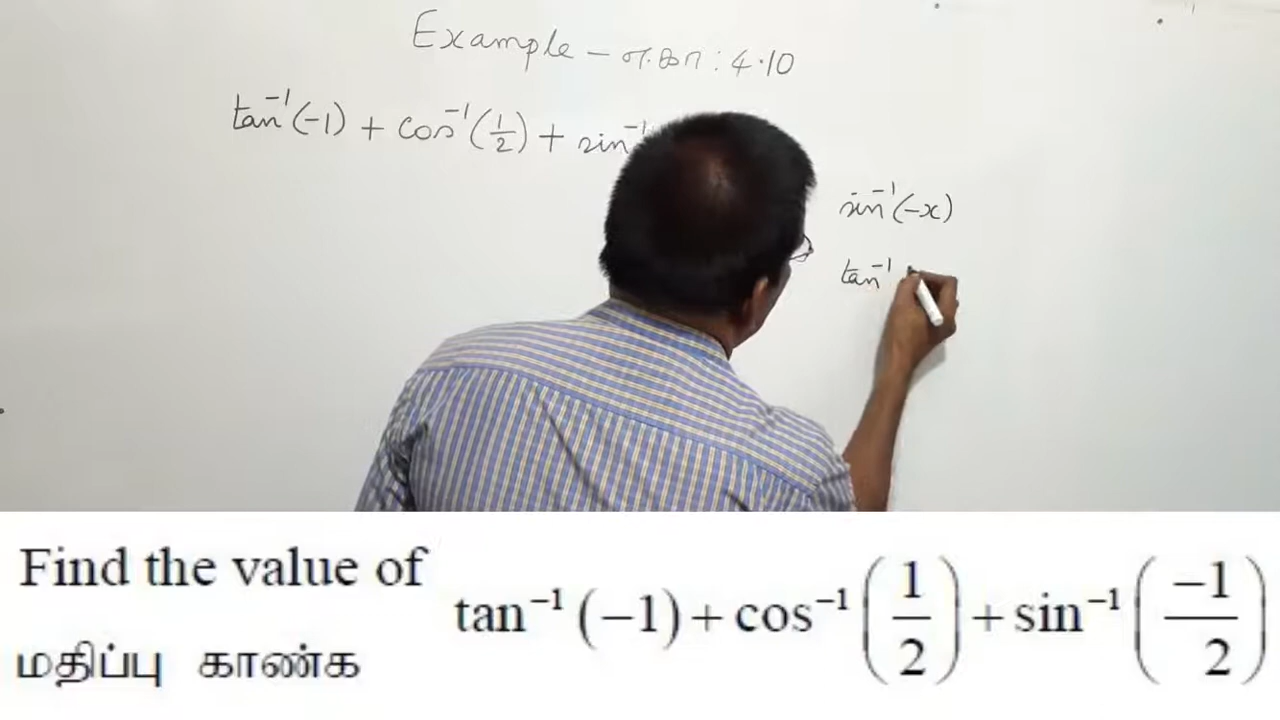 Example – எ.கா : 4.10
tan⁻¹(-1) + cos⁻¹(1/2) + sin⁻¹
sin⁻¹(-x)
tan⁻¹
Find the value of
மதிப்பு காண்க
tan⁻¹(−1) + cos⁻¹(1/2) + sin⁻¹(−1/2)